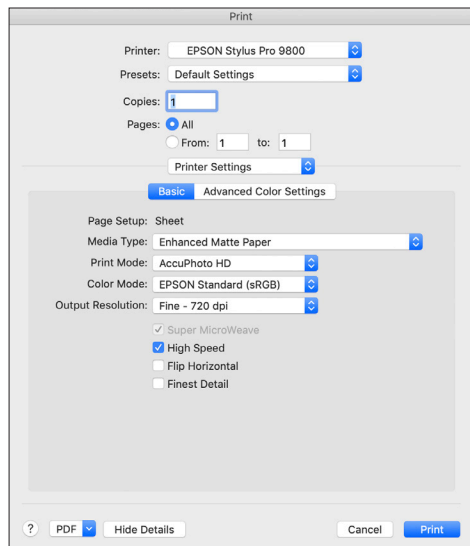 Print
Printer: EPSON Stylus Pro 9800
Presets: Default Settings
Copies: 1
Pages: All
From: 1 to: 1
Printer Settings
Basic Advanced Color Settings
Page Setup: Sheet
Media Type: Enhanced Matte Paper
Print Mode: AccuPhoto HD
Color Mode: EPSON Standard (sRGB)
Output Resolution: Fine - 720 dpi
Super MicroWeave
High Speed
Flip Horizontal
Finest Detail
? PDF Hide Details Cancel Print